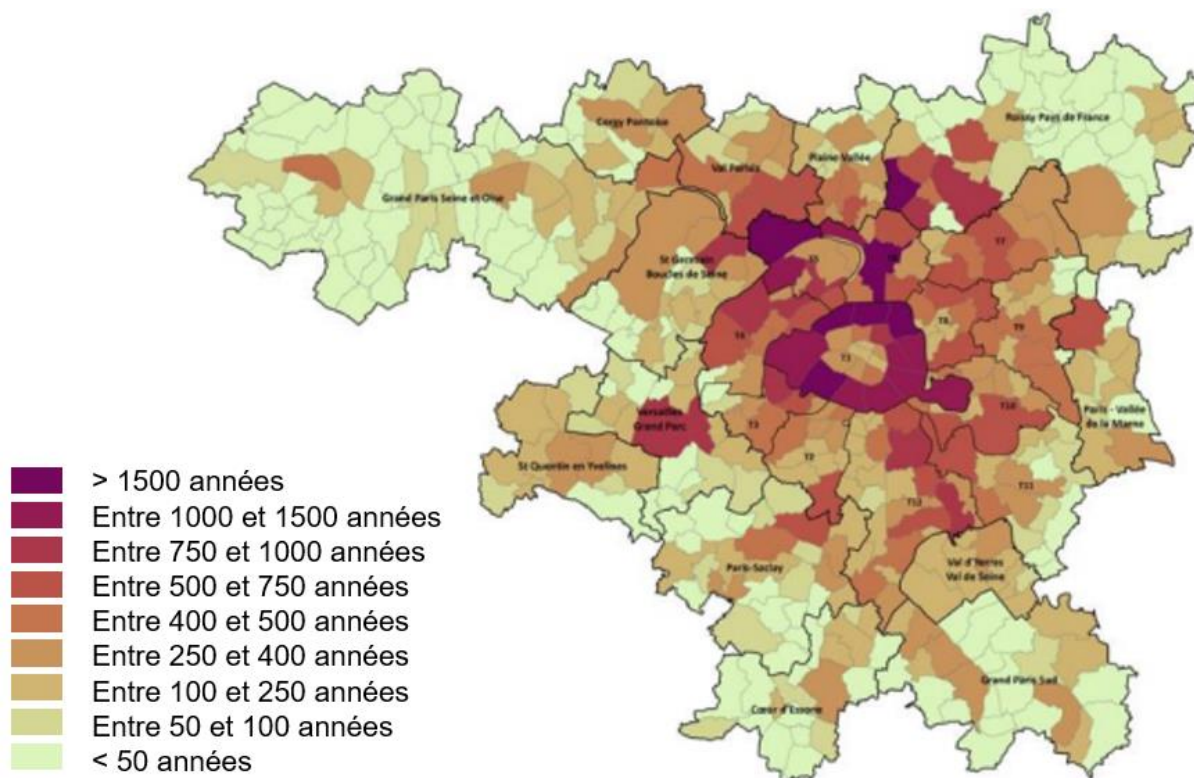 Cergy Pontoise
Roissy Pays de France
Val Parisis
Plaine Vallée
Grand Paris Seine et Oise
T7
St Germain
Boucles de Seine
T5
T6
T8
T9
T4
T1
Versailles
Grand Parc
T3
T10
Paris - Vallée
de la Marne
St Quentin en Yvelines
T2
T11
T12
Paris-Saclay
Val d'Yerres
Val de Seine
Grand Paris Sud
Cœur d'Essonne
> 1500 années
Entre 1000 et 1500 années
Entre 750 et 1000 années
Entre 500 et 750 années
Entre 400 et 500 années
Entre 250 et 400 années
Entre 100 et 250 années
Entre 50 et 100 années
< 50 années